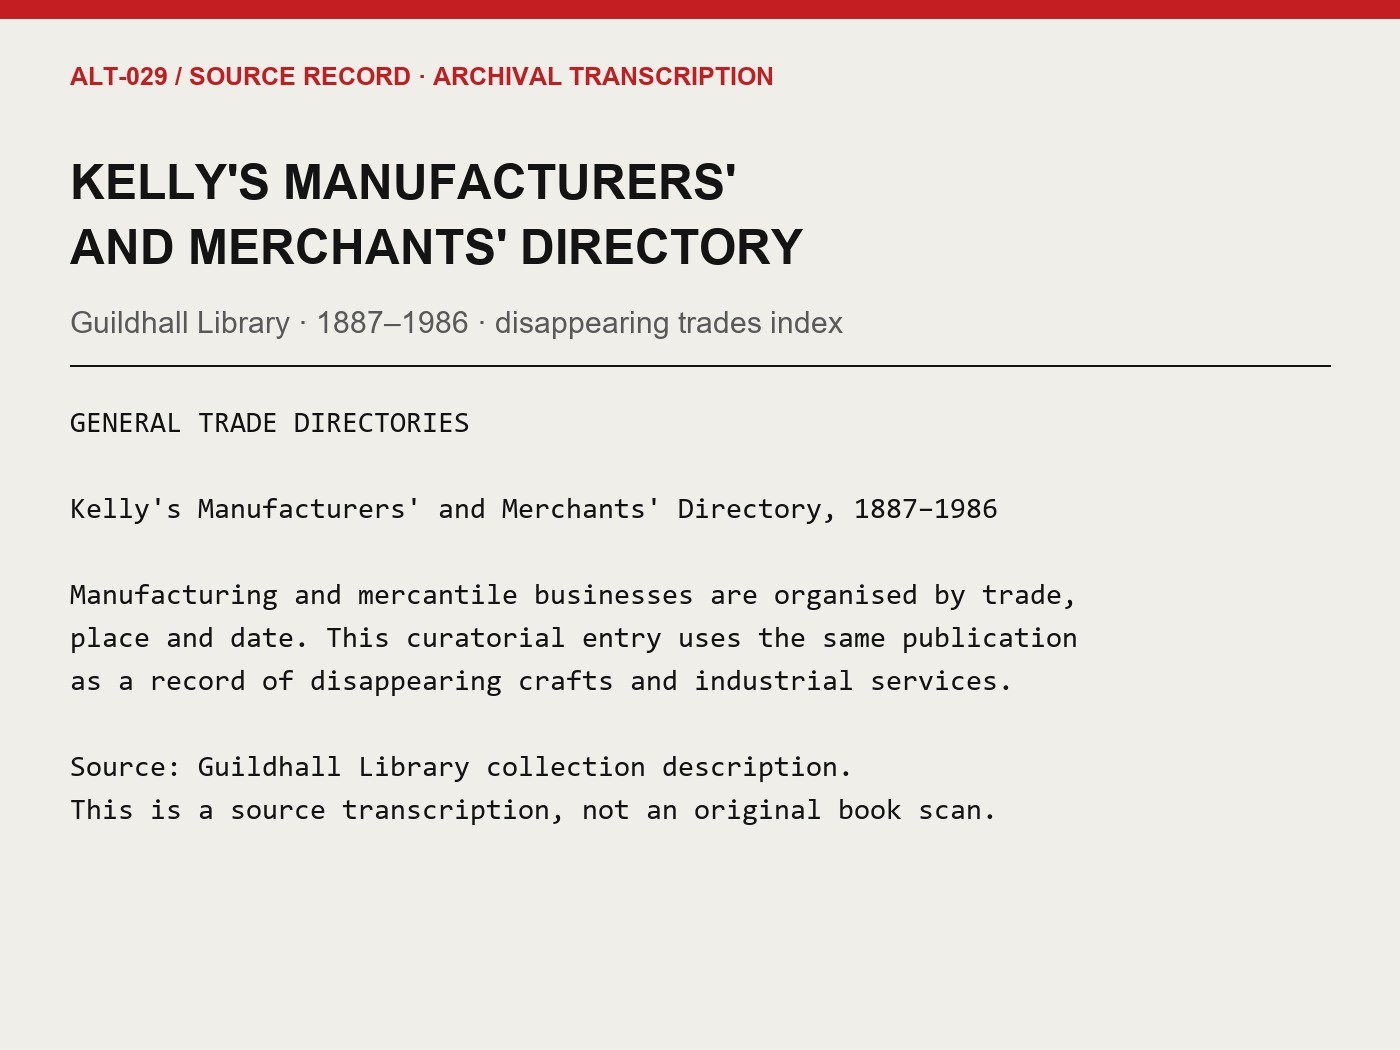 ALT-029 / SOURCE RECORD · ARCHIVAL TRANSCRIPTION
KELLY'S MANUFACTURERS'
AND MERCHANTS' DIRECTORY
Guildhall Library · 1887–1986 · disappearing trades index
GENERAL TRADE DIRECTORIES
Kelly's Manufacturers' and Merchants' Directory, 1887–1986
Manufacturing and mercantile businesses are organised by trade,
place and date. This curatorial entry uses the same publication
as a record of disappearing crafts and industrial services.
Source: Guildhall Library collection description.
This is a source transcription, not an original book scan.